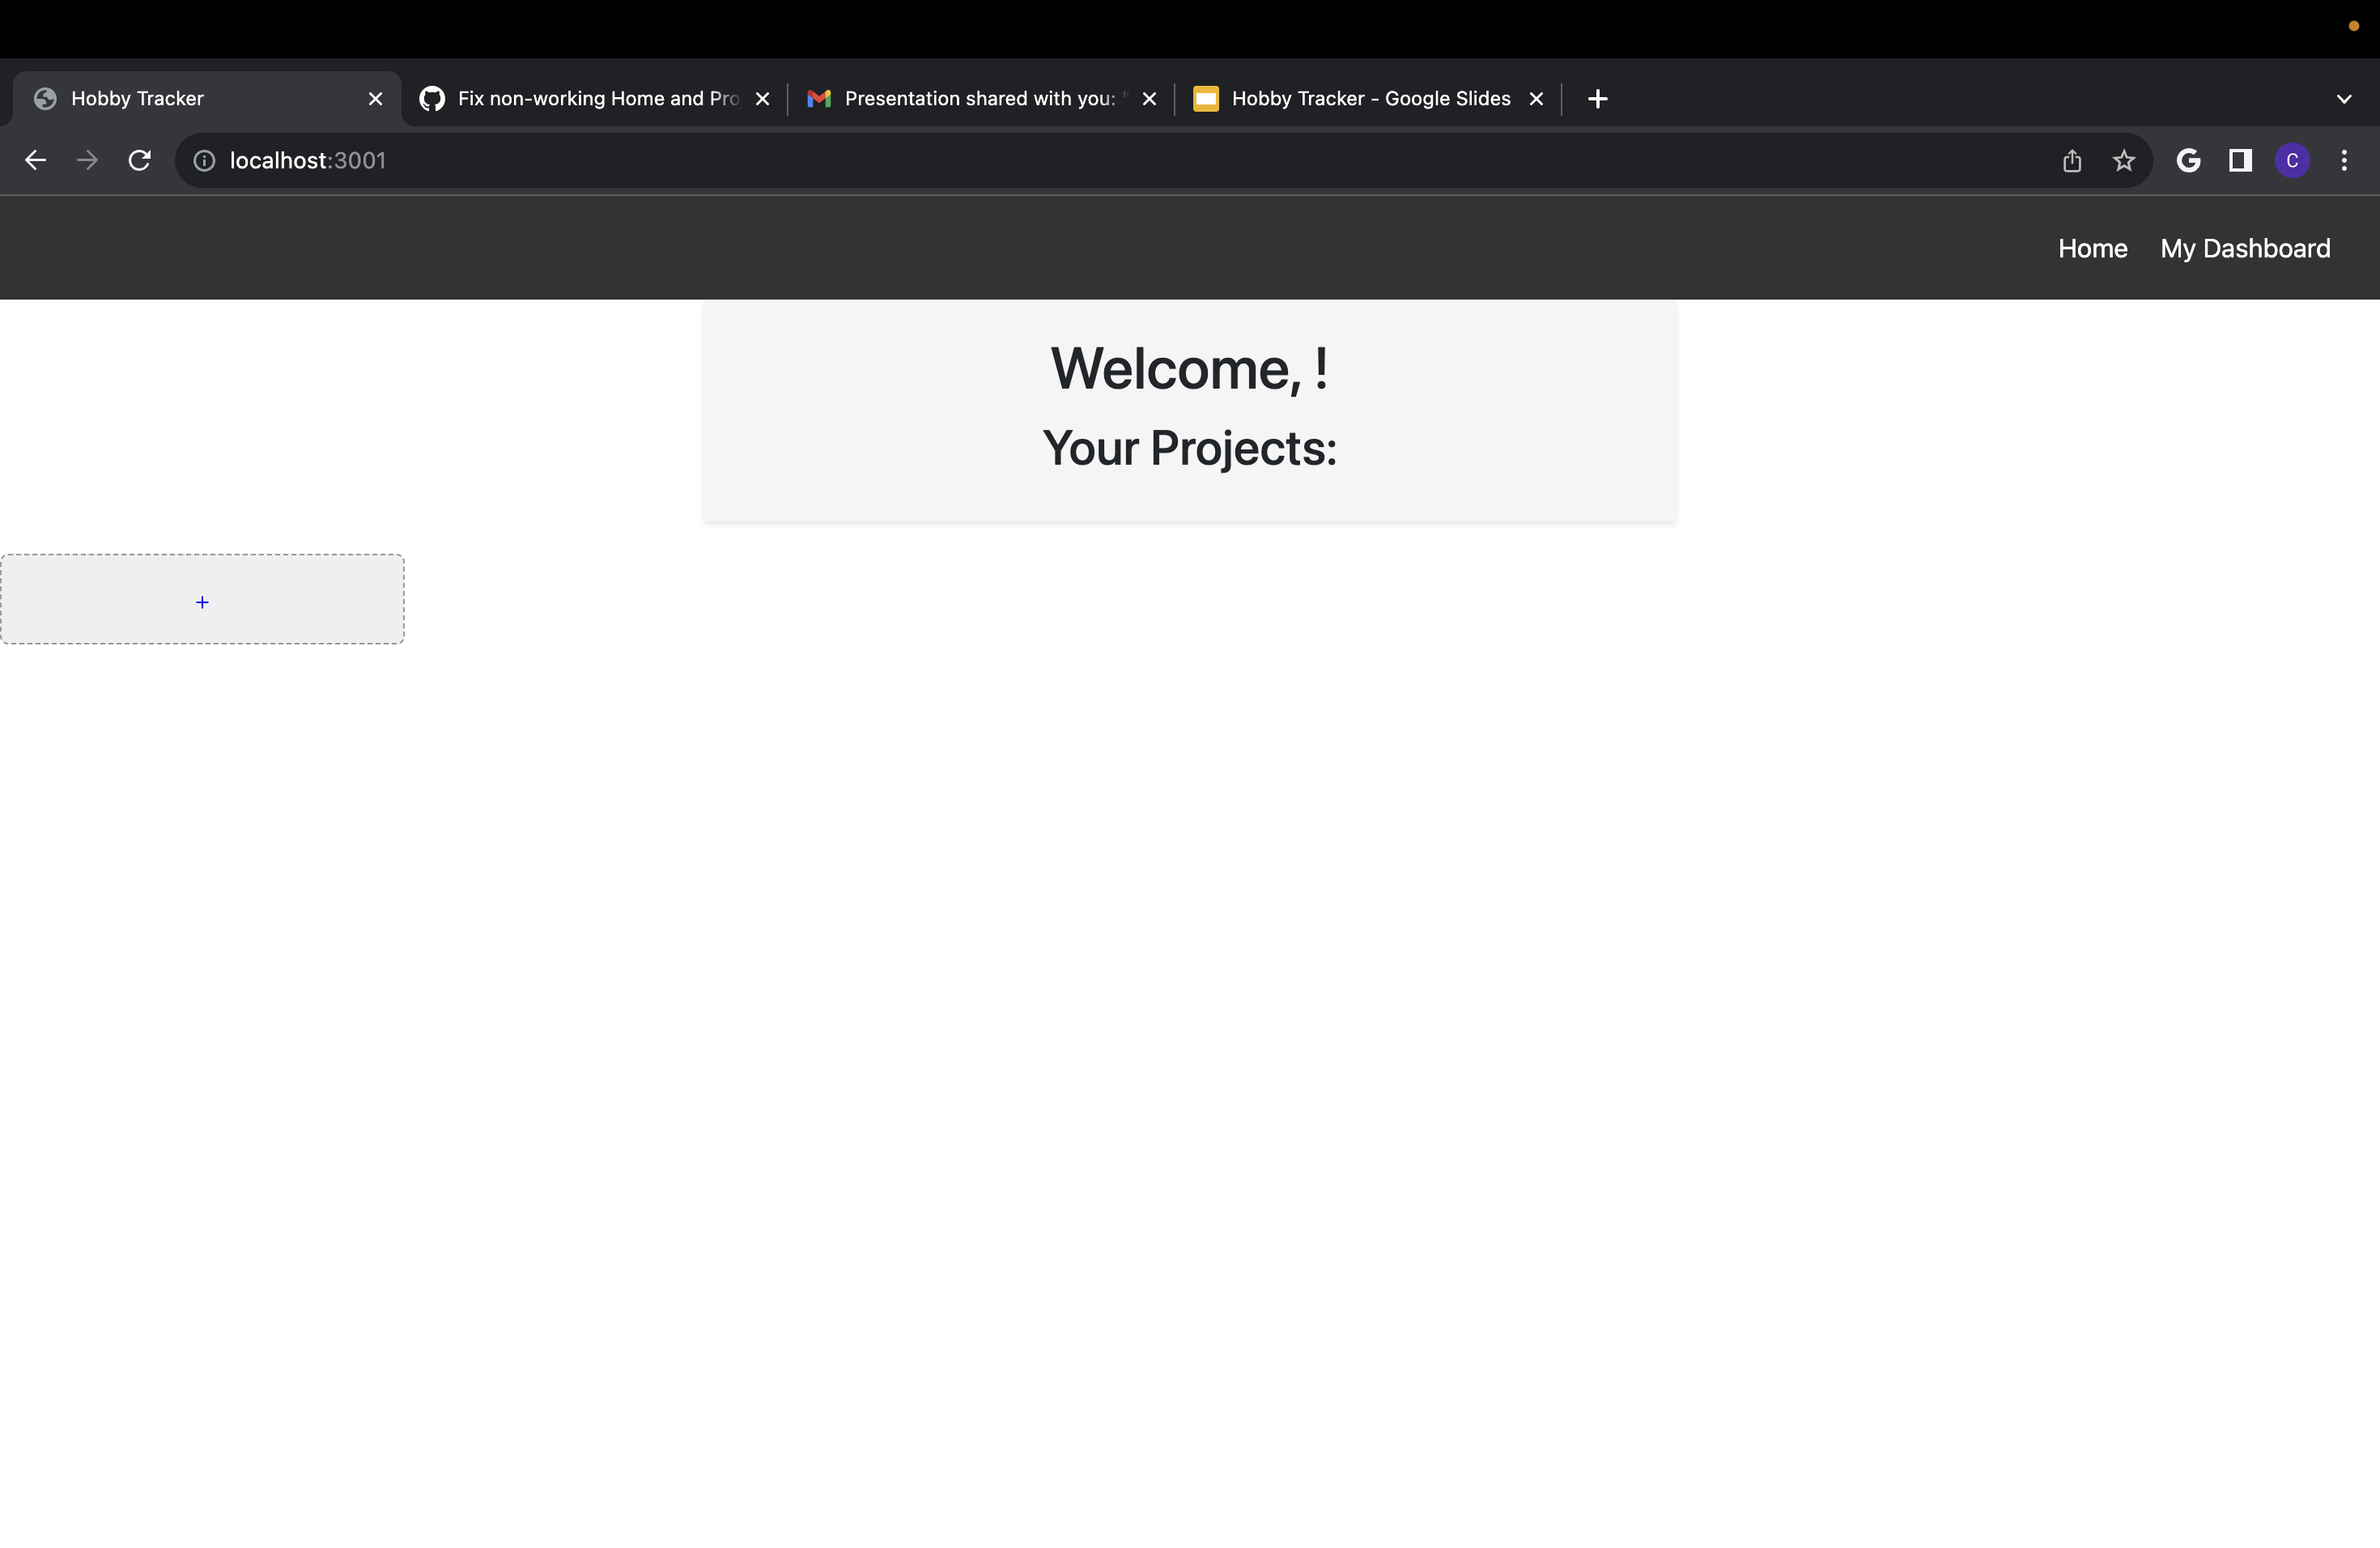 Hobby Tracker
Fix non-working Home and Pro
Presentation shared with you: "
Hobby Tracker - Google Slides
localhost:3001
C
Home
My Dashboard
Welcome, !
Your Projects:
+